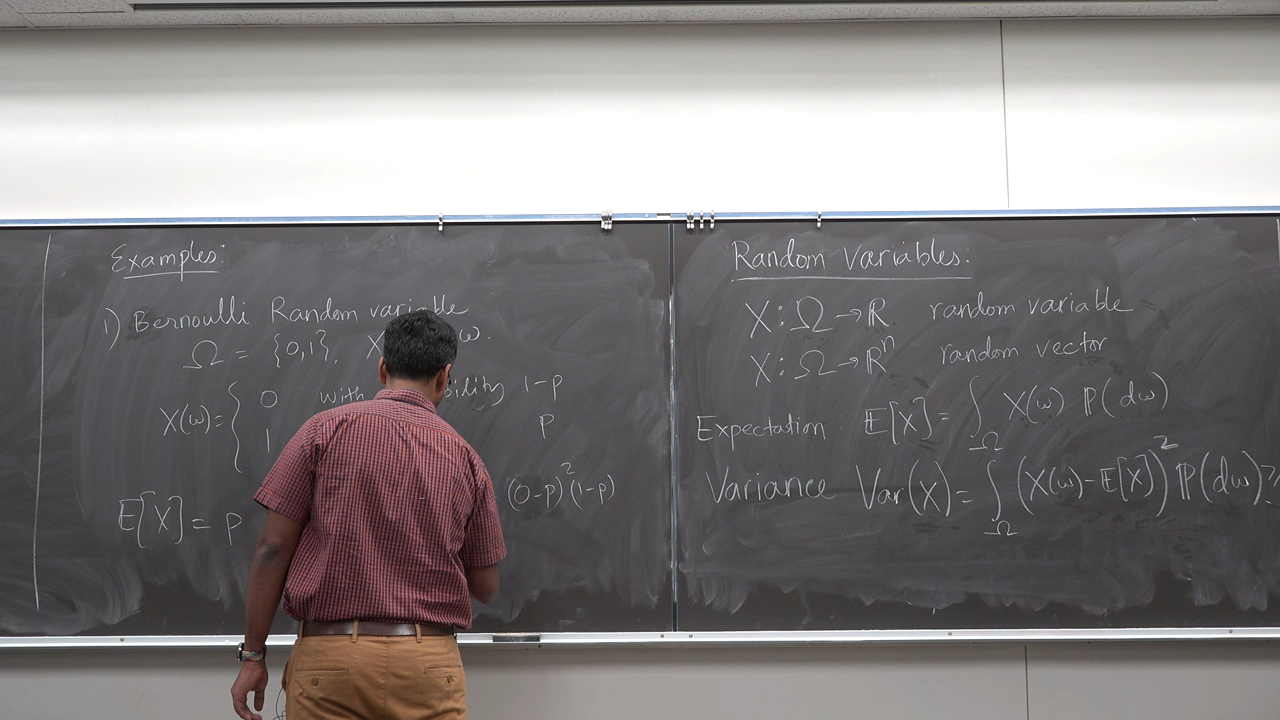 Examples:
1) Bernoulli Random variable
Ω = {0,1}, X ω.
X(ω)= { 0 with bility 1-p
1 p
E[X] = p (0-p)²(1-p)
Random Variables:
X : Ω → ℝ random variable
X : Ω → ℝⁿ random vector
Expectation E[X] = ∫_Ω X(ω) P(dω)
Variance Var(X) = ∫_Ω (X(ω)-E[X])² P(dω) ≥